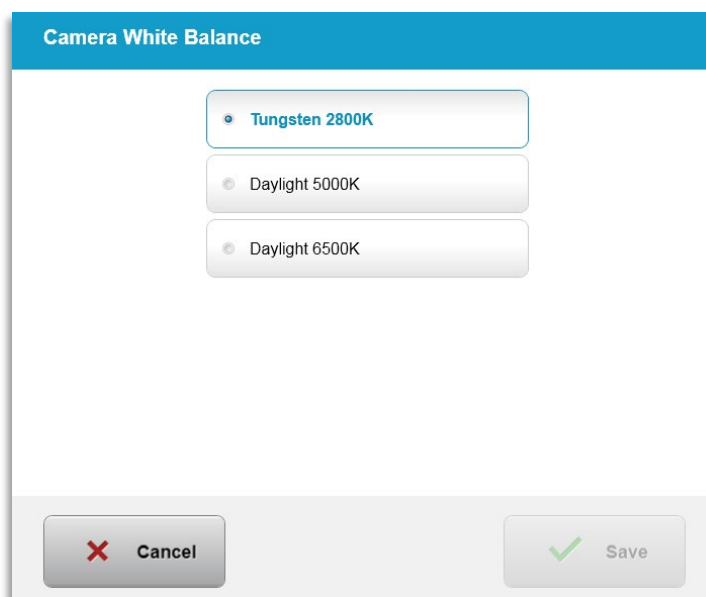 Camera White Balance
Tungsten 2800K
Daylight 5000K
Daylight 6500K
Cancel
Save